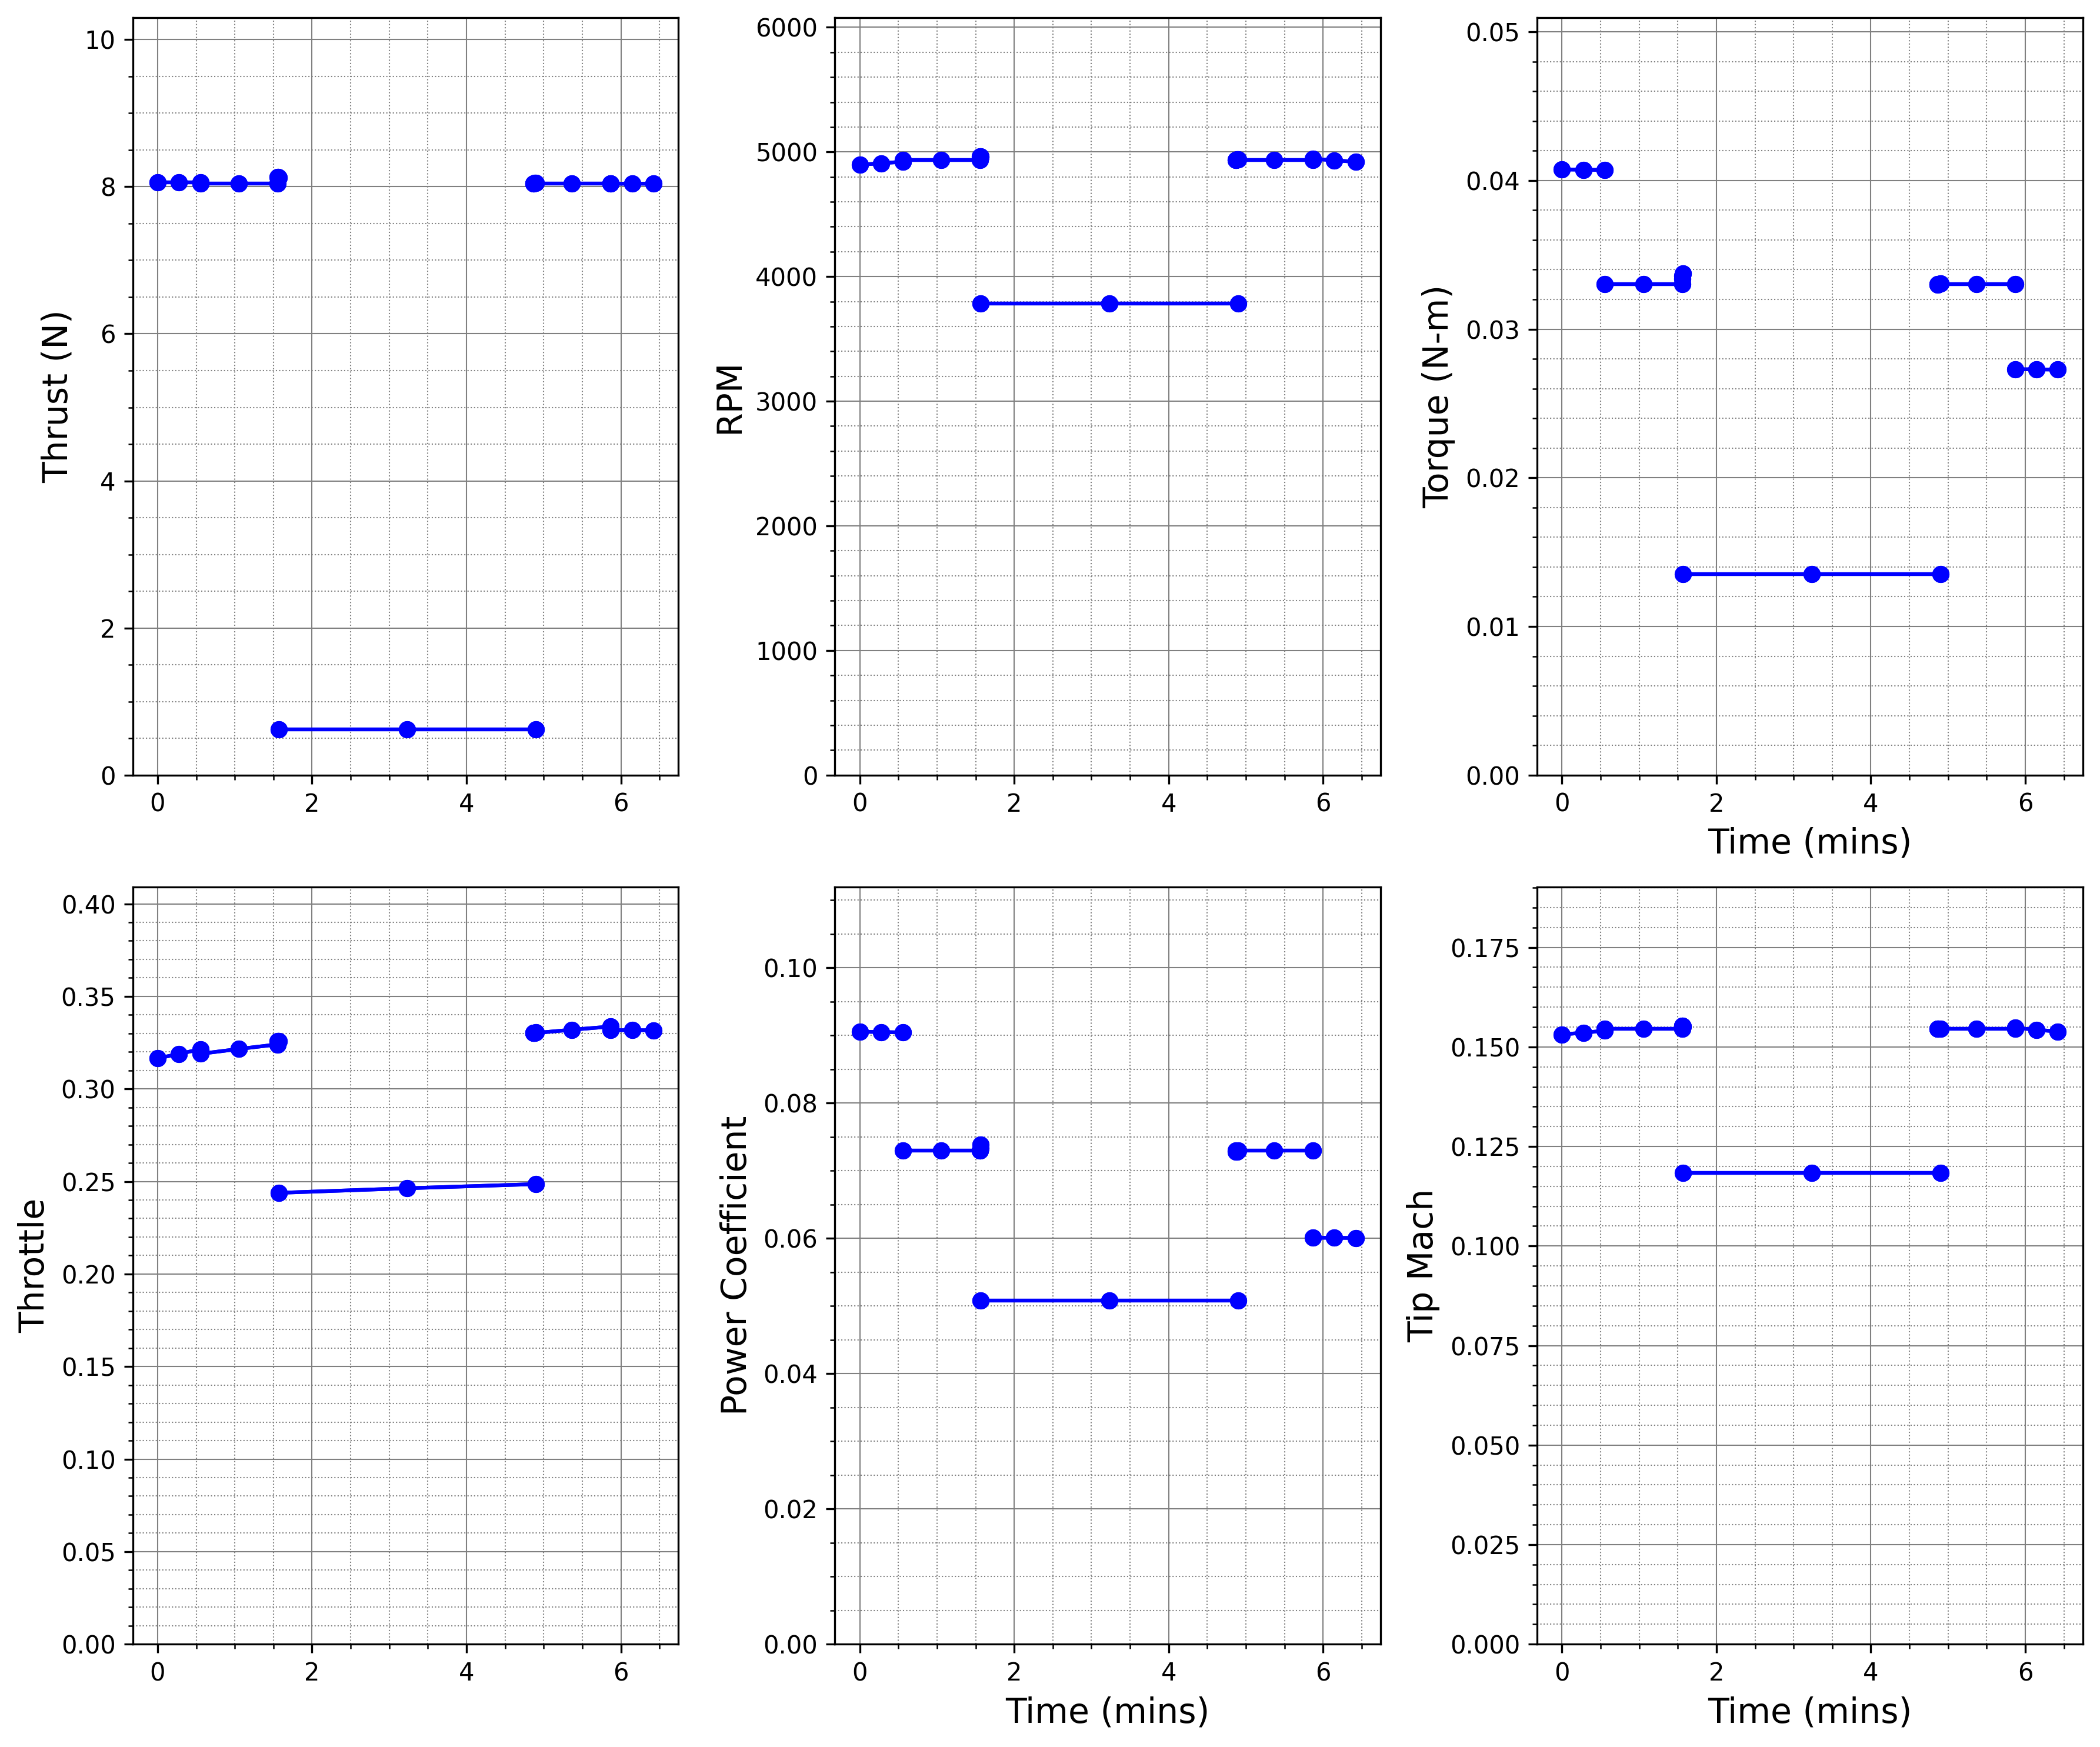 Thrust (N)
10
8
6
4
2
0
0 2 4 6
RPM
6000
5000
4000
3000
2000
1000
0
0 2 4 6
Torque (N-m)
0.05
0.04
0.03
0.02
0.01
0.00
0 2 4 6
Time (mins)
Throttle
0.40
0.35
0.30
0.25
0.20
0.15
0.10
0.05
0.00
0 2 4 6
Power Coefficient
0.10
0.08
0.06
0.04
0.02
0.00
0 2 4 6
Time (mins)
Tip Mach
0.175
0.150
0.125
0.100
0.075
0.050
0.025
0.000
0 2 4 6
Time (mins)